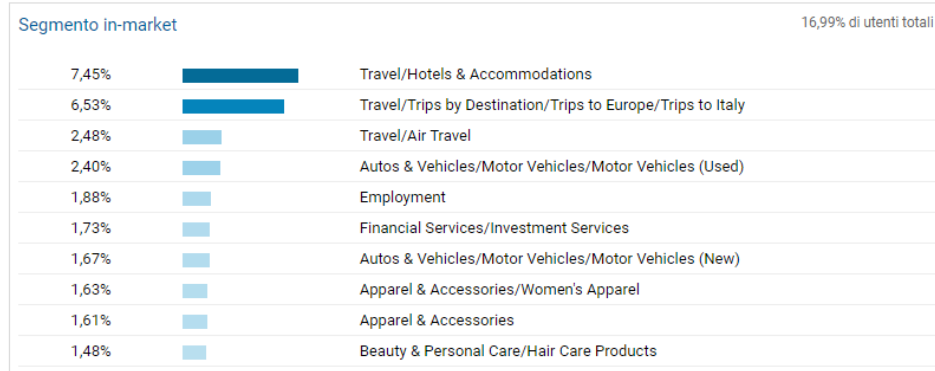 Segmento in-market 16,99% di utenti totali
7,45% Travel/Hotels & Accommodations
6,53% Travel/Trips by Destination/Trips to Europe/Trips to Italy
2,48% Travel/Air Travel
2,40% Autos & Vehicles/Motor Vehicles/Motor Vehicles (Used)
1,88% Employment
1,73% Financial Services/Investment Services
1,67% Autos & Vehicles/Motor Vehicles/Motor Vehicles (New)
1,63% Apparel & Accessories/Women's Apparel
1,61% Apparel & Accessories
1,48% Beauty & Personal Care/Hair Care Products